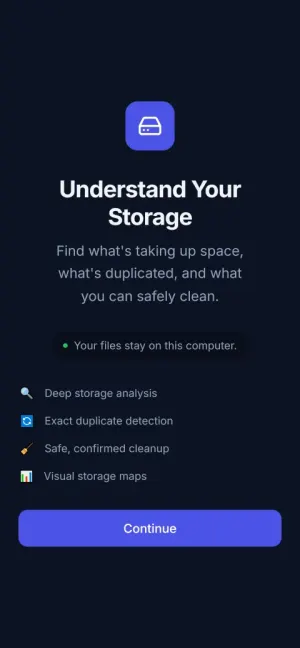 Understand Your
Storage
Find what's taking up space,
what's duplicated, and what
you can safely clean.
Your files stay on this computer.
Deep storage analysis
Exact duplicate detection
Safe, confirmed cleanup
Visual storage maps
Continue